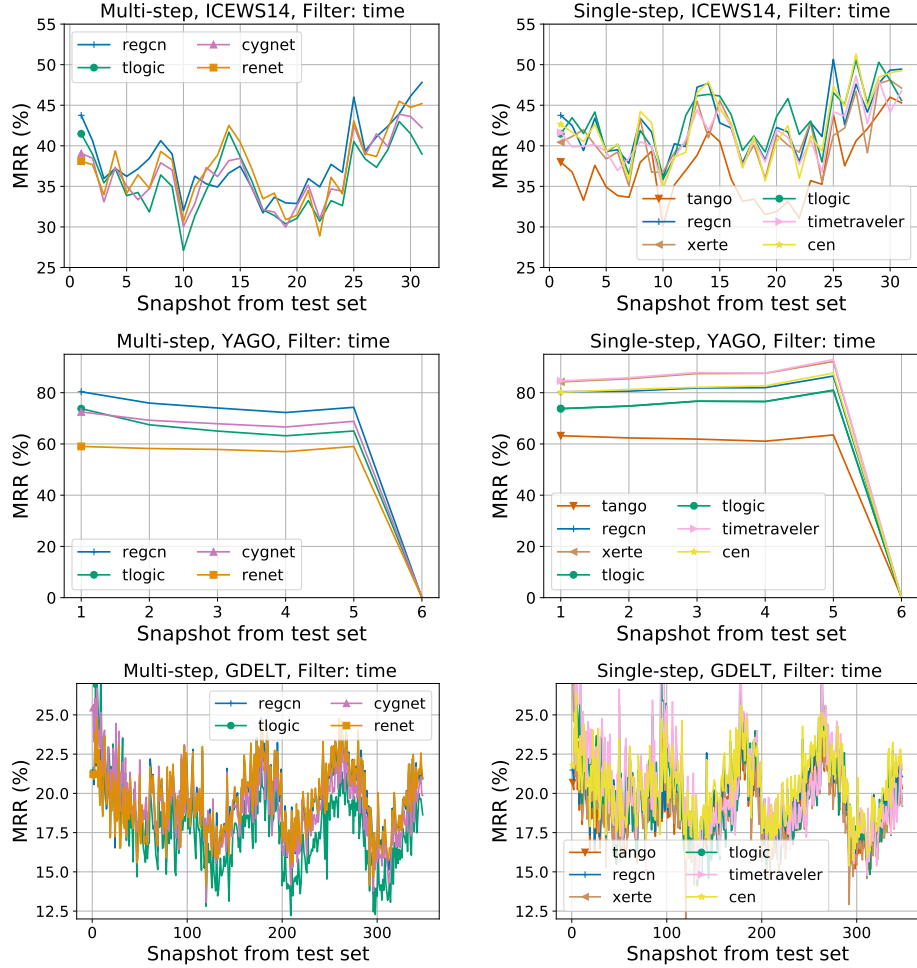 Multi-step, ICEWS14, Filter: time
MRR (%)
55
50
45
40
35
30
25
regcn
tlogic
cygnet
renet
0 5 10 15 20 25 30
Snapshot from test set
Single-step, ICEWS14, Filter: time
MRR (%)
55
50
45
40
35
30
25
tango
regcn
xerte
tlogic
timetraveler
cen
0 5 10 15 20 25 30
Snapshot from test set
Multi-step, YAGO, Filter: time
MRR (%)
80
60
40
20
0
regcn
tlogic
cygnet
renet
1 2 3 4 5 6
Snapshot from test set
Single-step, YAGO, Filter: time
MRR (%)
80
60
40
20
0
tango
regcn
xerte
tlogic
tlogic
timetraveler
cen
1 2 3 4 5 6
Snapshot from test set
Multi-step, GDELT, Filter: time
MRR (%)
25.0
22.5
20.0
17.5
15.0
12.5
regcn
tlogic
cygnet
renet
0 100 200 300
Snapshot from test set
Single-step, GDELT, Filter: time
MRR (%)
25.0
22.5
20.0
17.5
15.0
12.5
tango
regcn
xerte
tlogic
timetraveler
cen
0 100 200 300
Snapshot from test set